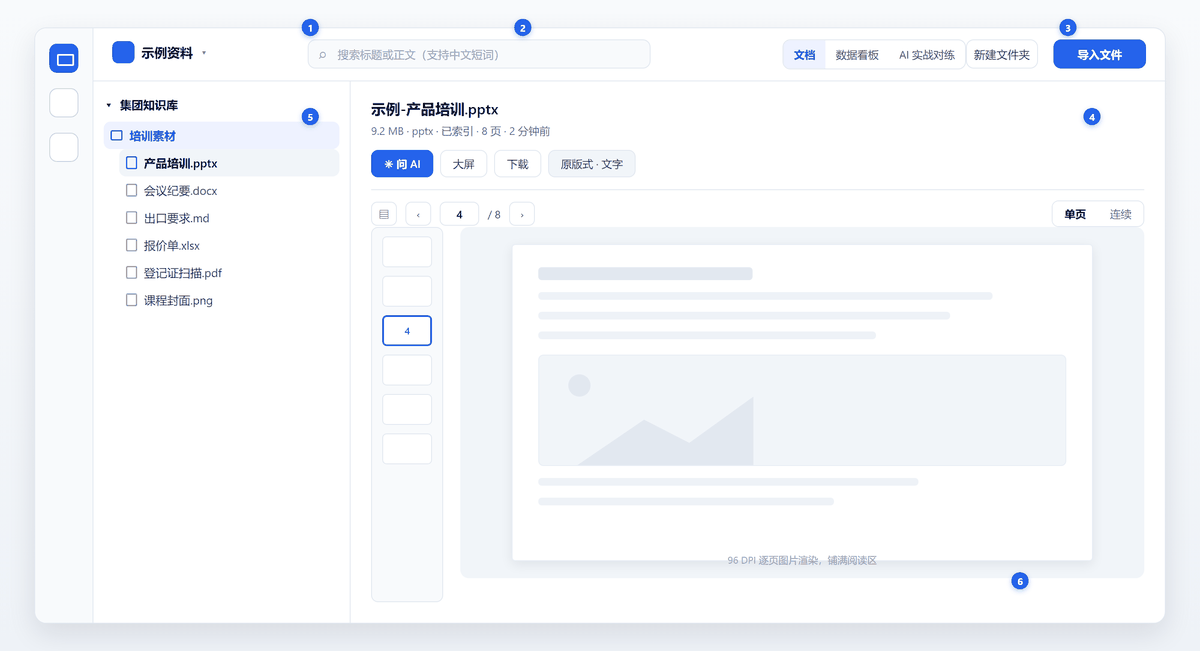 1
2
3
示例资料
搜索标题或正文（支持中文短词）
文档
数据看板
AI 实战对练
新建文件夹
导入文件
集团知识库
5
培训素材
产品培训.pptx
会议纪要.docx
出口要求.md
报价单.xlsx
登记证扫描.pdf
课程封面.png
示例-产品培训.pptx
4
9.2 MB · pptx · 已索引 · 8 页 · 2 分钟前
问 AI
大屏
下载
原版式 · 文字
‹ 4 / 8 ›
单页
连续
4
96 DPI 逐页图片渲染，铺满阅读区
6